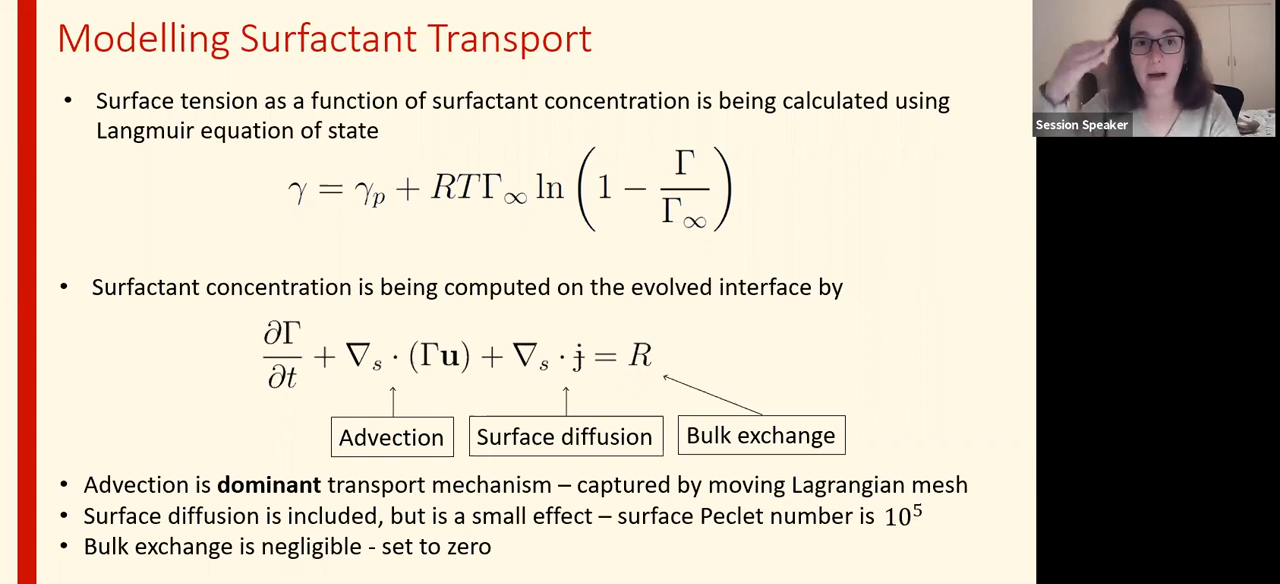 Modelling Surfactant Transport
Session Speaker
• Surface tension as a function of surfactant concentration is being calculated using
Langmuir equation of state
γ = γ_p + RTΓ_∞ ln(1 − Γ/Γ_∞)
• Surfactant concentration is being computed on the evolved interface by
∂Γ/∂t + ∇_s · (Γ𝐮) + ∇_s · 𝐣 = R
Advection
Surface diffusion
Bulk exchange
• Advection is dominant transport mechanism – captured by moving Lagrangian mesh
• Surface diffusion is included, but is a small effect – surface Peclet number is 10⁵
• Bulk exchange is negligible - set to zero